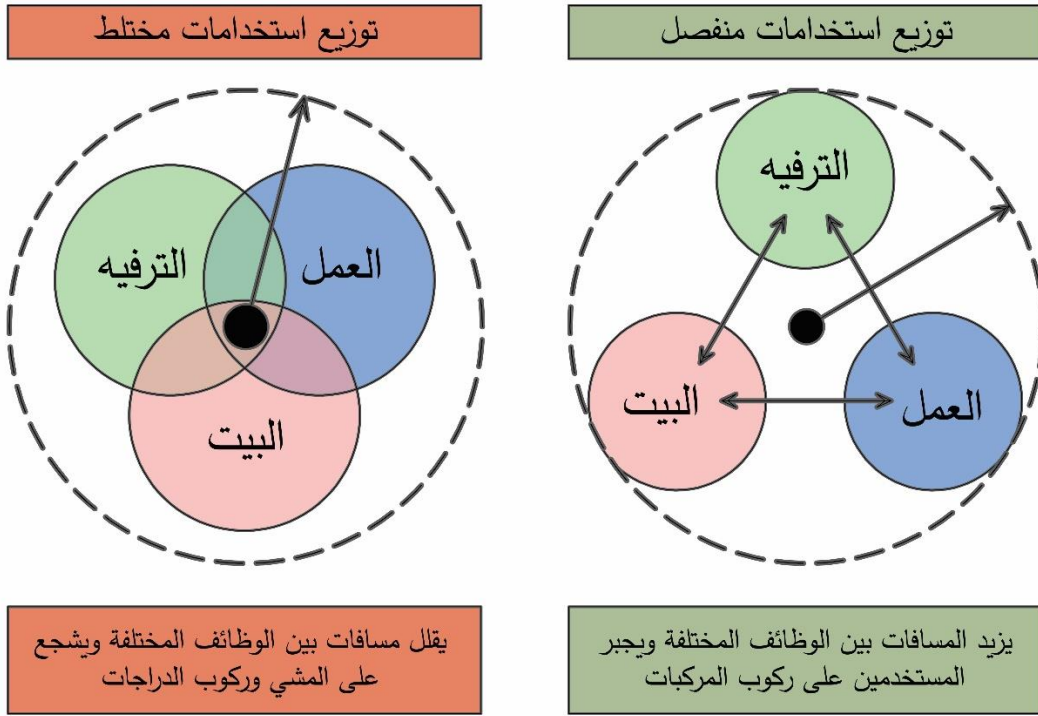 توزيع استخدامات منفصل
الترفيه
البيت
العمل
يزيد المسافات بين الوظائف المختلفة ويجبر
المستخدمين على ركوب المركبات
توزيع استخدامات مختلط
العمل
الترفيه
البيت
يقلل مسافات بين الوظائف المختلفة ويشجع
على المشي وركوب الدراجات